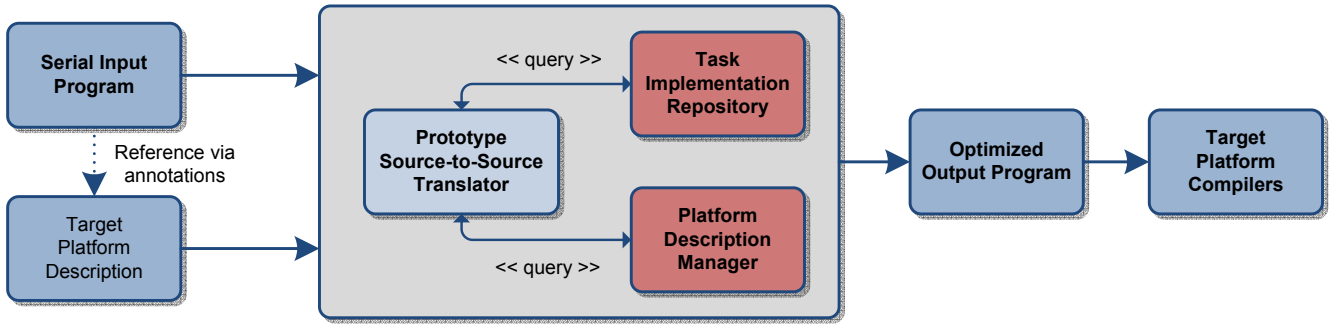 Serial Input
Program
Reference via
annotations
Target
Platform
Description
<< query >>
Task
Implementation
Repository
Prototype
Source-to-Source
Translator
Platform
Description
Manager
<< query >>
Optimized
Output Program
Target
Platform
Compilers